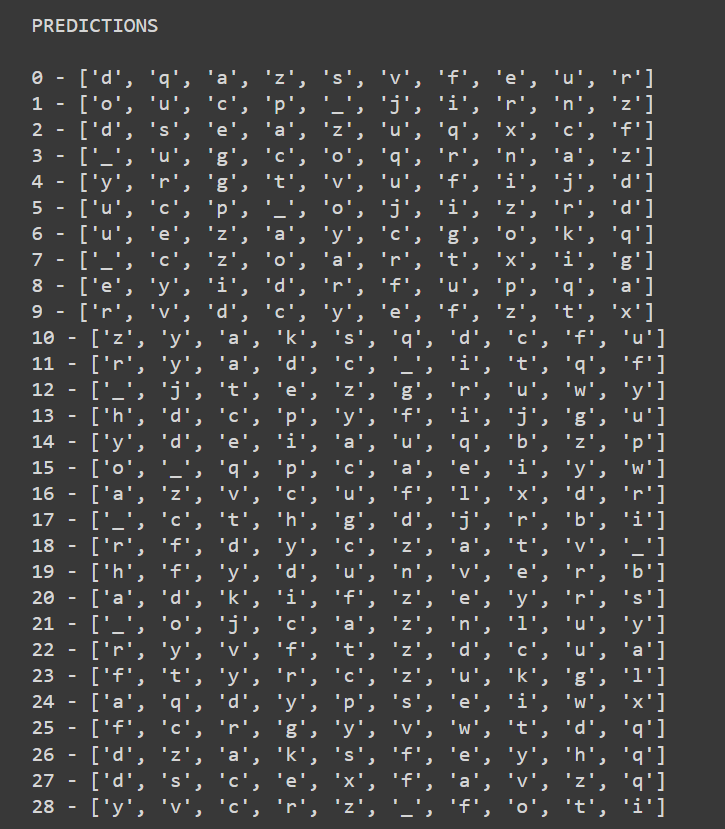 PREDICTIONS
0 - ['d', 'q', 'a', 'z', 's', 'v', 'f', 'e', 'u', 'r']
1 - ['o', 'u', 'c', 'p', '_', 'j', 'i', 'r', 'n', 'z']
2 - ['d', 's', 'e', 'a', 'z', 'u', 'q', 'x', 'c', 'f']
3 - ['_', 'u', 'g', 'c', 'o', 'q', 'r', 'n', 'a', 'z']
4 - ['y', 'r', 'g', 't', 'v', 'u', 'f', 'i', 'j', 'd']
5 - ['u', 'c', 'p', '_', 'o', 'j', 'i', 'z', 'r', 'd']
6 - ['u', 'e', 'z', 'a', 'y', 'c', 'g', 'o', 'k', 'q']
7 - ['_', 'c', 'z', 'o', 'a', 'r', 't', 'x', 'i', 'g']
8 - ['e', 'y', 'i', 'd', 'r', 'f', 'u', 'p', 'q', 'a']
9 - ['r', 'v', 'd', 'c', 'y', 'e', 'f', 'z', 't', 'x']
10 - ['z', 'y', 'a', 'k', 's', 'q', 'd', 'c', 'f', 'u']
11 - ['r', 'y', 'a', 'd', 'c', '_', 'i', 't', 'q', 'f']
12 - ['_', 'j', 't', 'e', 'z', 'g', 'r', 'u', 'w', 'y']
13 - ['h', 'd', 'c', 'p', 'y', 'f', 'i', 'j', 'g', 'u']
14 - ['y', 'd', 'e', 'i', 'a', 'u', 'q', 'b', 'z', 'p']
15 - ['o', '_', 'q', 'p', 'c', 'a', 'e', 'i', 'y', 'w']
16 - ['a', 'z', 'v', 'c', 'u', 'f', 'l', 'x', 'd', 'r']
17 - ['_', 'c', 't', 'h', 'g', 'd', 'j', 'r', 'b', 'i']
18 - ['r', 'f', 'd', 'y', 'c', 'z', 'a', 't', 'v', '_']
19 - ['h', 'f', 'y', 'd', 'u', 'n', 'v', 'e', 'r', 'b']
20 - ['a', 'd', 'k', 'i', 'f', 'z', 'e', 'y', 'r', 's']
21 - ['_', 'o', 'j', 'c', 'a', 'z', 'n', 'l', 'u', 'y']
22 - ['r', 'y', 'v', 'f', 't', 'z', 'd', 'c', 'u', 'a']
23 - ['f', 't', 'y', 'r', 'c', 'z', 'u', 'k', 'g', 'l']
24 - ['a', 'q', 'd', 'y', 'p', 's', 'e', 'i', 'w', 'x']
25 - ['f', 'c', 'r', 'g', 'y', 'v', 'w', 't', 'd', 'q']
26 - ['d', 'z', 'a', 'k', 's', 'f', 'e', 'y', 'h', 'q']
27 - ['d', 's', 'c', 'e', 'x', 'f', 'a', 'v', 'z', 'q']
28 - ['y', 'v', 'c', 'r', 'z', '_', 'f', 'o', 't', 'i']